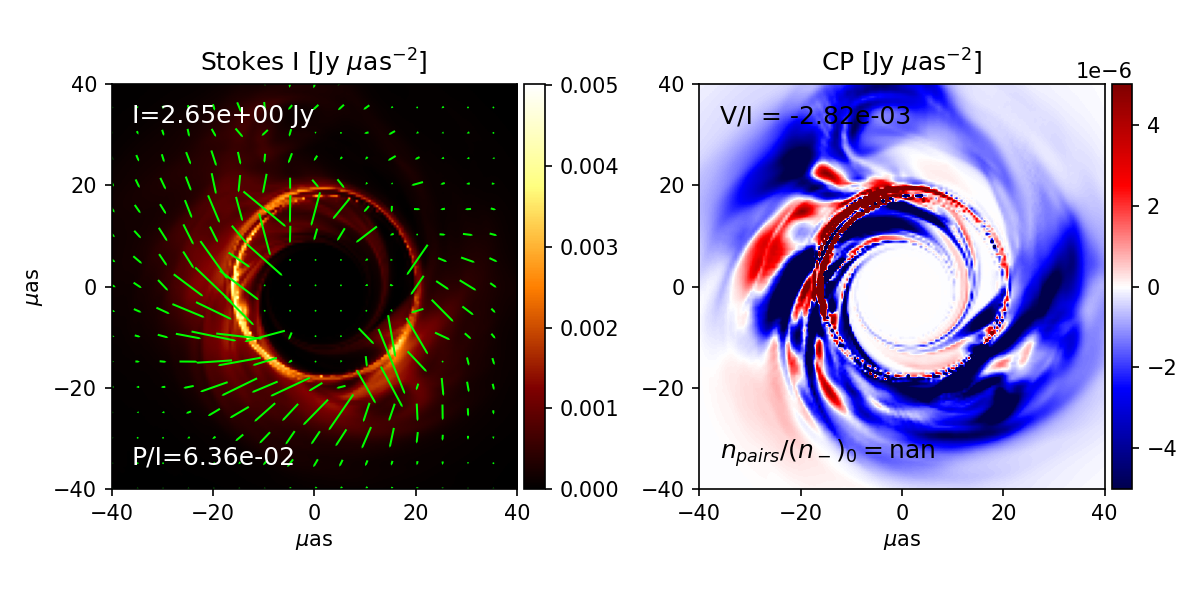 Stokes I [Jy μas⁻²]
I=2.65e+00 Jy
P/I=6.36e-02
40
20
0
−20
−40
μas
−40 −20 0 20 40
μas
0.005
0.004
0.003
0.002
0.001
0.000
CP [Jy μas⁻²]
1e−6
V/I = -2.82e-03
n_pairs/(n_−)_0 = nan
40
20
0
−20
−40
−40 −20 0 20 40
μas
4
2
0
−2
−4